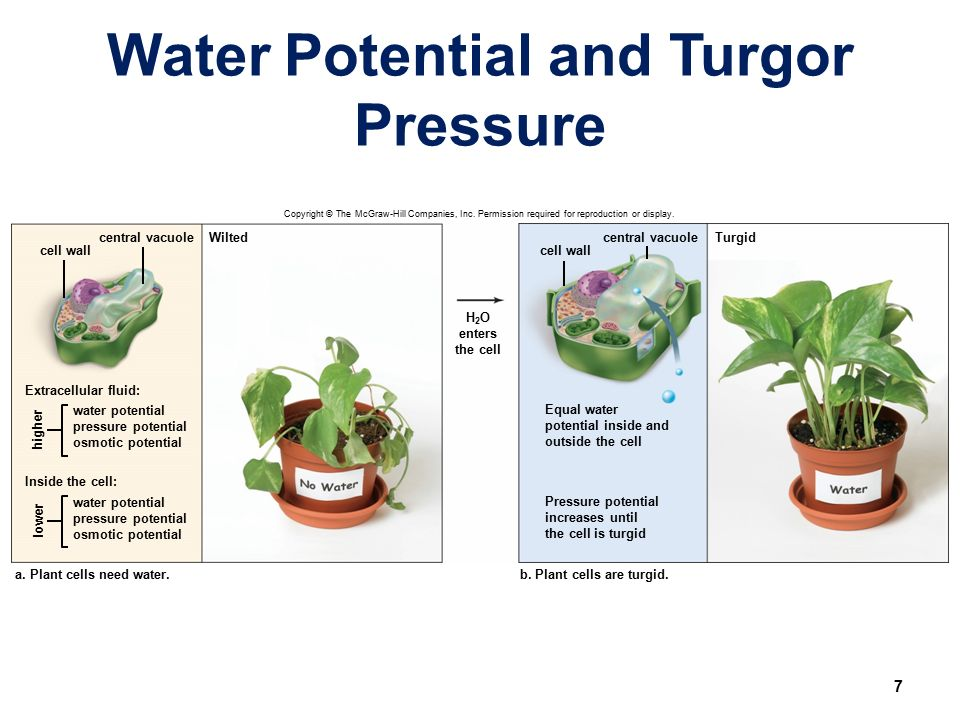 Water Potential and Turgor
Pressure
Copyright © The McGraw-Hill Companies, Inc. Permission required for reproduction or display.
central vacuole
cell wall
Wilted
Extracellular fluid:
higher
water potential
pressure potential
osmotic potential
Inside the cell:
lower
water potential
pressure potential
osmotic potential
No Water
a. Plant cells need water.
H₂O
enters
the cell
central vacuole
cell wall
Turgid
Equal water
potential inside and
outside the cell
Pressure potential
increases until
the cell is turgid
Water
b. Plant cells are turgid.
7